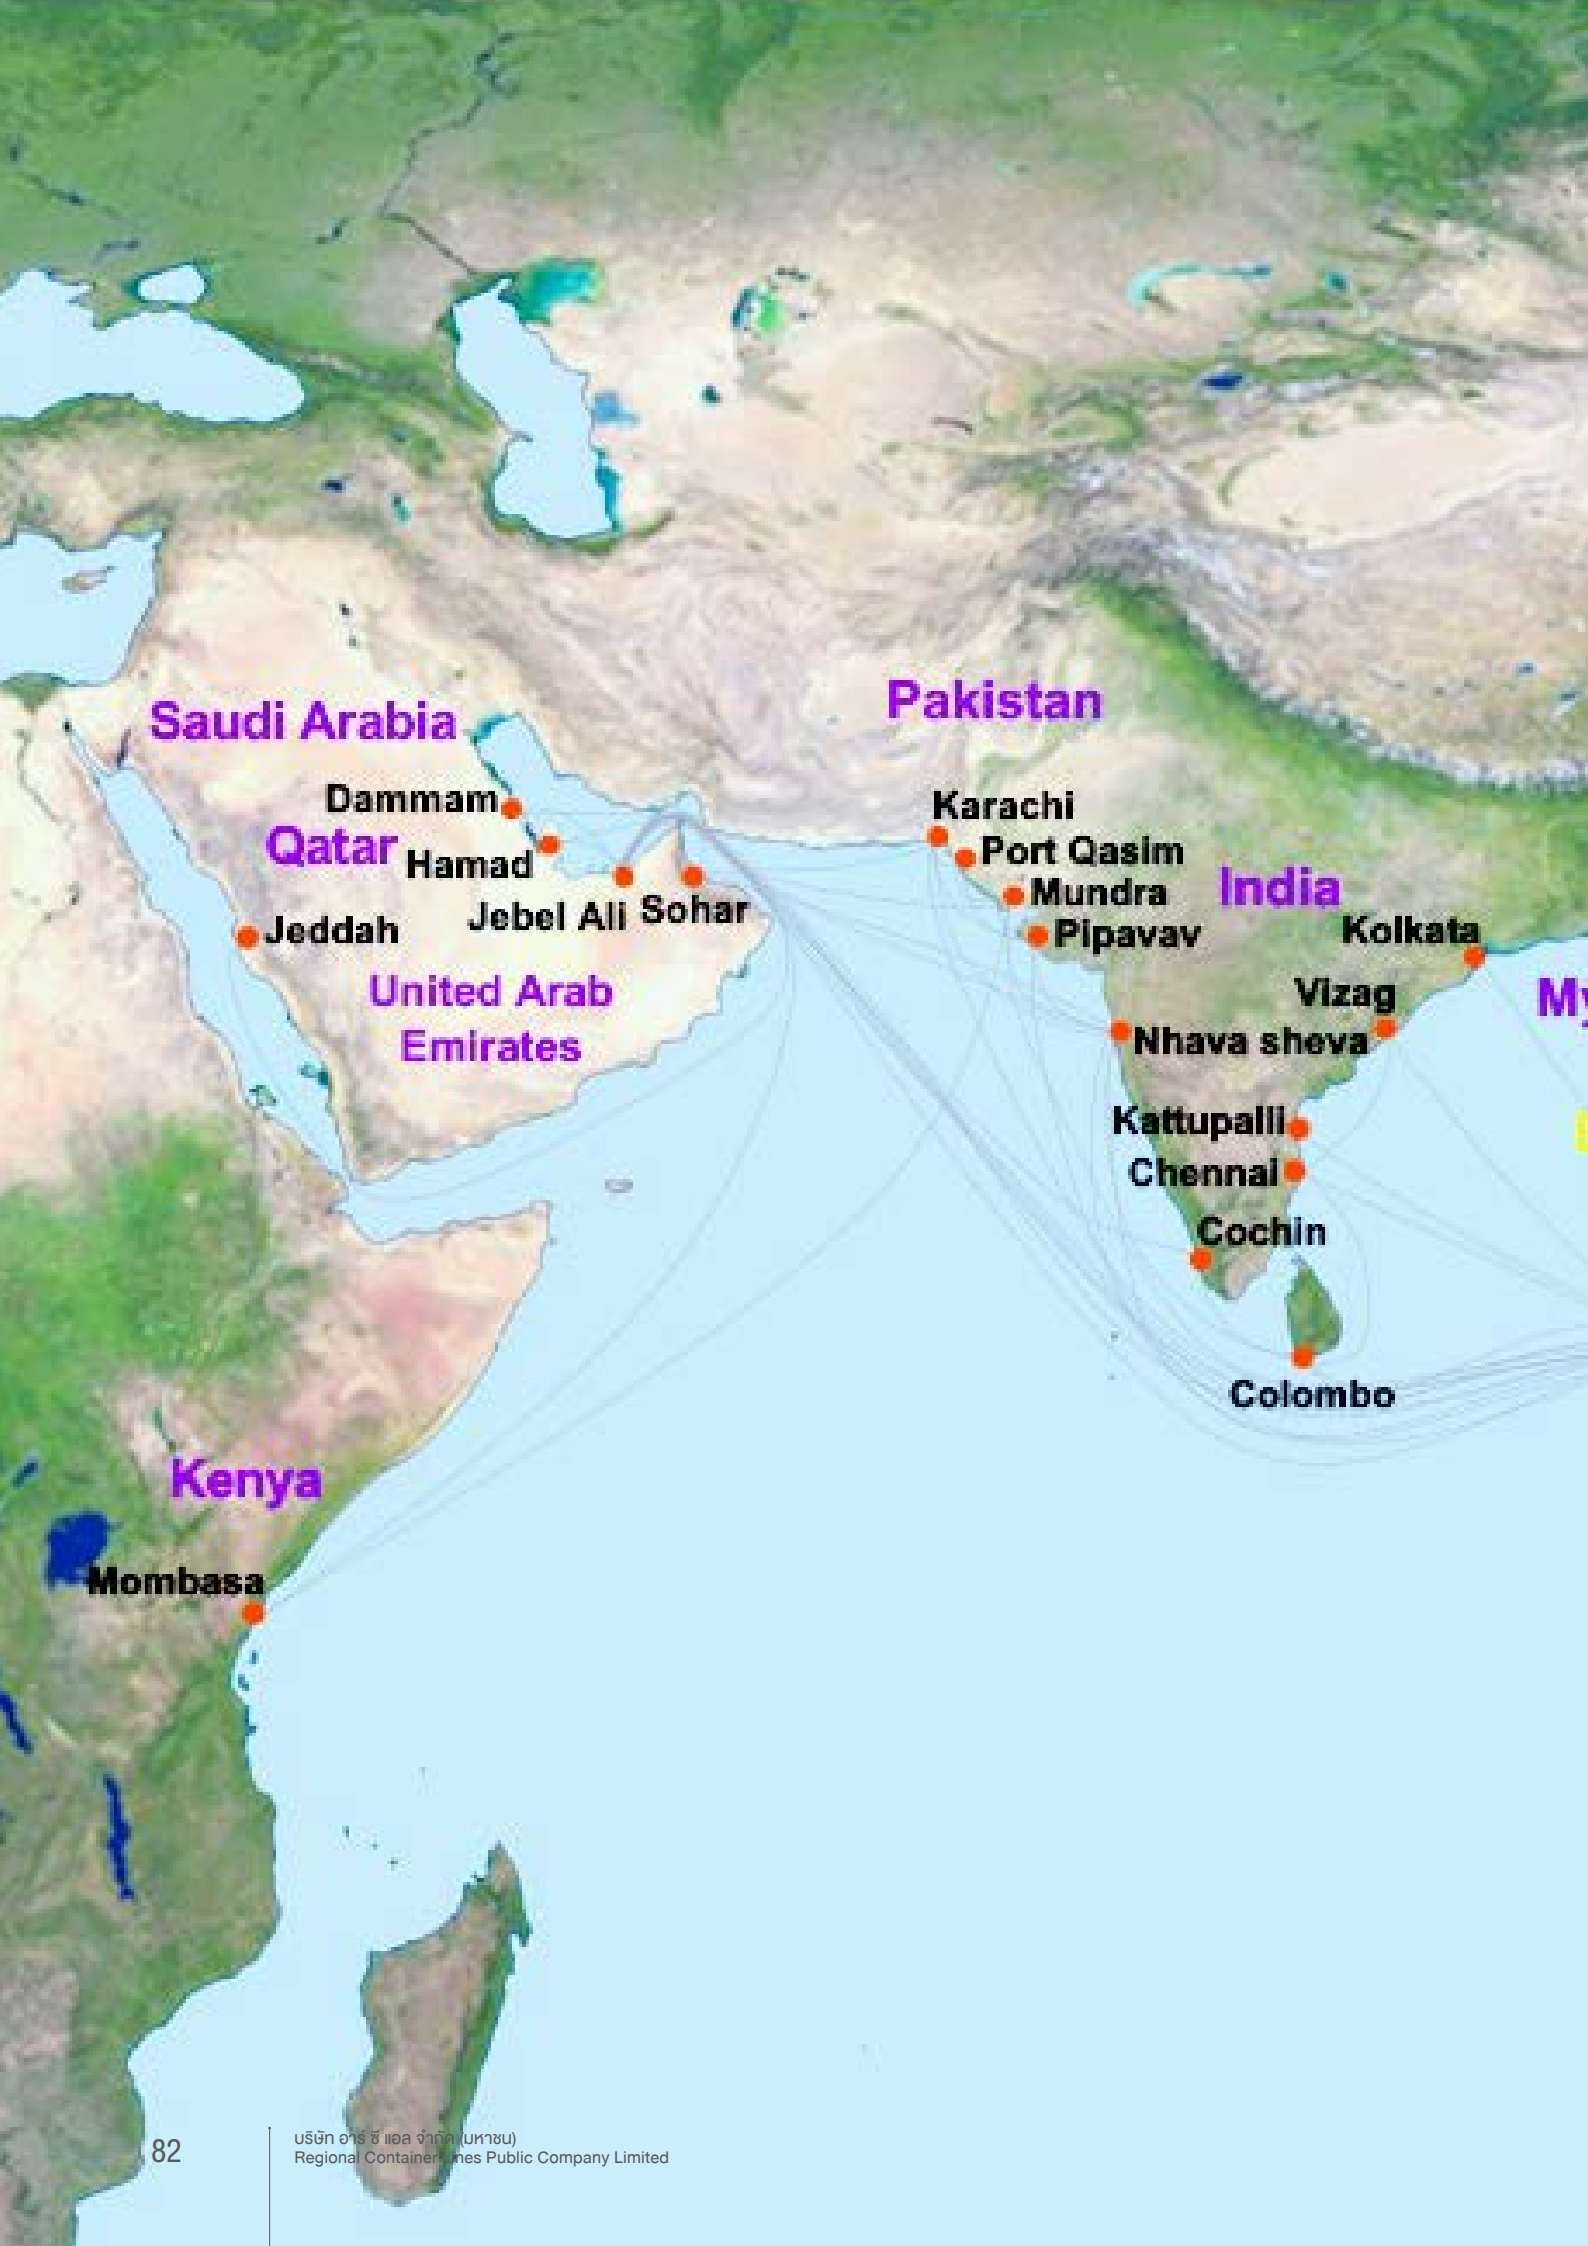 Saudi Arabia
Pakistan
Dammam
Karachi
Qatar
Hamad
Port Qasim
India
Mundra
Jebel Ali
Sohar
Jeddah
Pipavav
Kolkata
United Arab
Emirates
Vizag
My
Nhava sheva
Kattupalli
Chennai
Cochin
Colombo
Kenya
Mombasa
82
บริษัท อาร์ ซี แอล จำกัด (มหาชน)
Regional Container Lines Public Company Limited